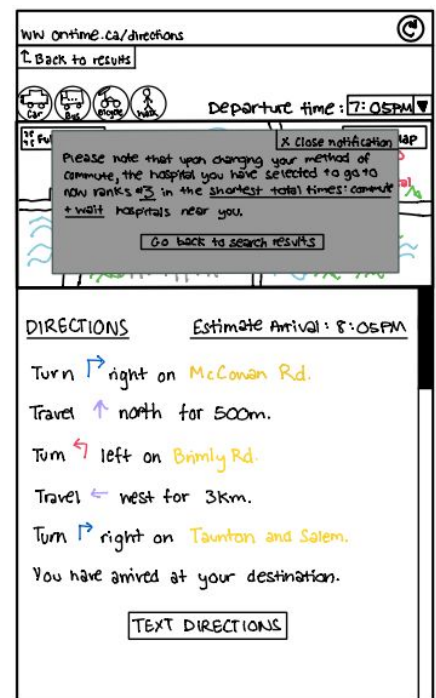 ww ontime.ca/directions
Back to results
Car Bus Bicycle walk
Departure time: 7:05PM
Ful
x Close notification
Map
Please note that upon changing your method of
commute, the hospital you have selected to go to
now ranks #3 in the shortest total times: commute
+ wait hospitals near you.
Go back to search results
DIRECTIONS
Estimate Arrival: 8:05PM
Turn right on McCowan Rd.
Travel north for 500m.
Turn left on Brimly Rd.
Travel west for 3km.
Turn right on Taunton and Salem.
You have arrived at your destination.
TEXT DIRECTIONS